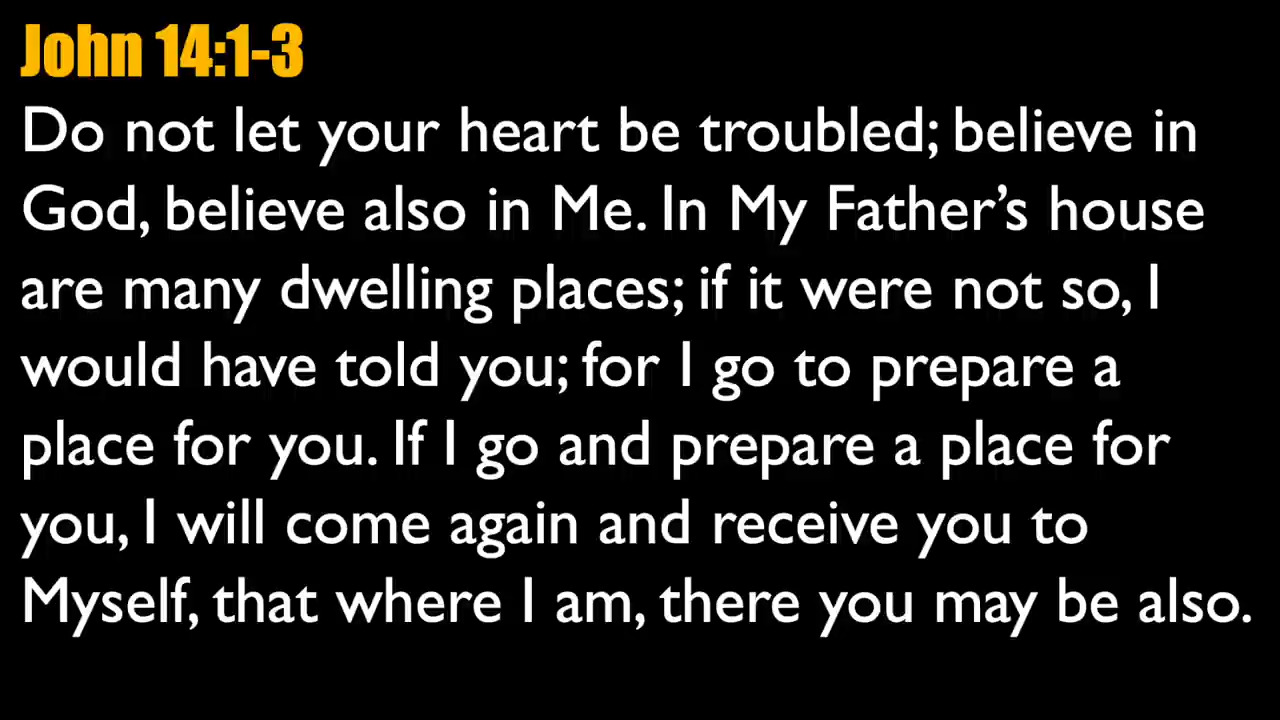 John 14:1-3
Do not let your heart be troubled; believe in
God, believe also in Me. In My Father’s house
are many dwelling places; if it were not so, I
would have told you; for I go to prepare a
place for you. If I go and prepare a place for
you, I will come again and receive you to
Myself, that where I am, there you may be also.